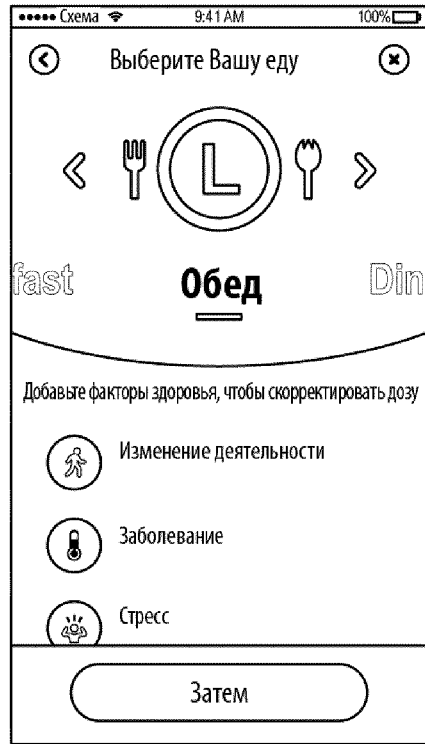 Схема 9:41 AM 100%
Выберите Вашу еду
L
fast Обед Din
Добавьте факторы здоровья, чтобы скорректировать дозу
Изменение деятельности
Заболевание
Стресс
Затем